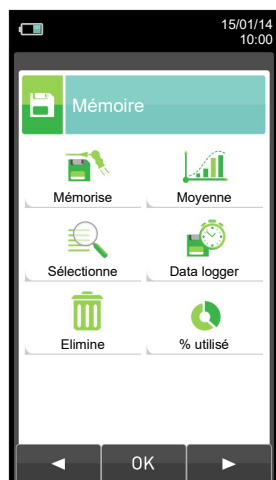 15/01/14
10:00
Mémoire
Mémorise
Moyenne
Sélectionne
Data logger
Elimine
% utilisé
OK